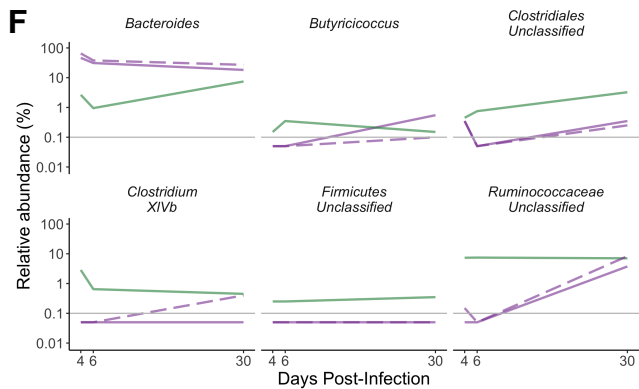 F
Bacteroides
Butyricicoccus
Clostridiales
Unclassified
100
10
1
0.1
0.01
Clostridium
XIVb
Firmicutes
Unclassified
Ruminococcaceae
Unclassified
100
10
1
0.1
0.01
4 6 30
4 6 30
4 6 30
Relative abundance (%)
Days Post-Infection